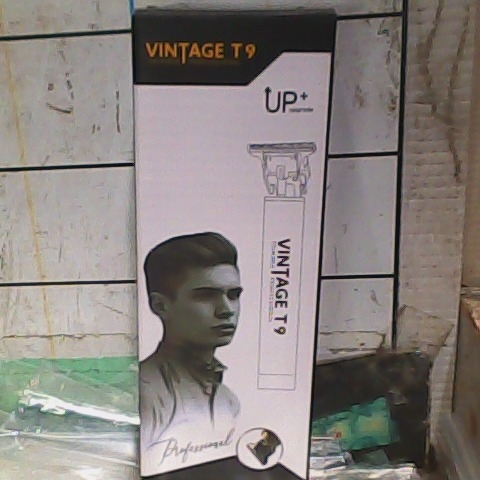 VINTAGE T9
UP+
VINTAGE T9
Professional